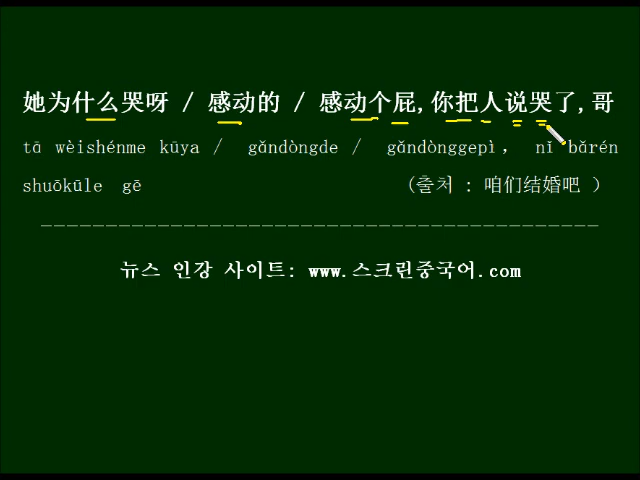 她为什么哭呀 / 感动的 / 感动个屁,你把人说哭了,哥
tā wèishénme kūya / gǎndòngde / gǎndònggepì, nǐ bǎrén
shuōkūle gē (출처 : 咱们结婚吧 )
뉴스 인강 사이트: www.스크린중국어.com